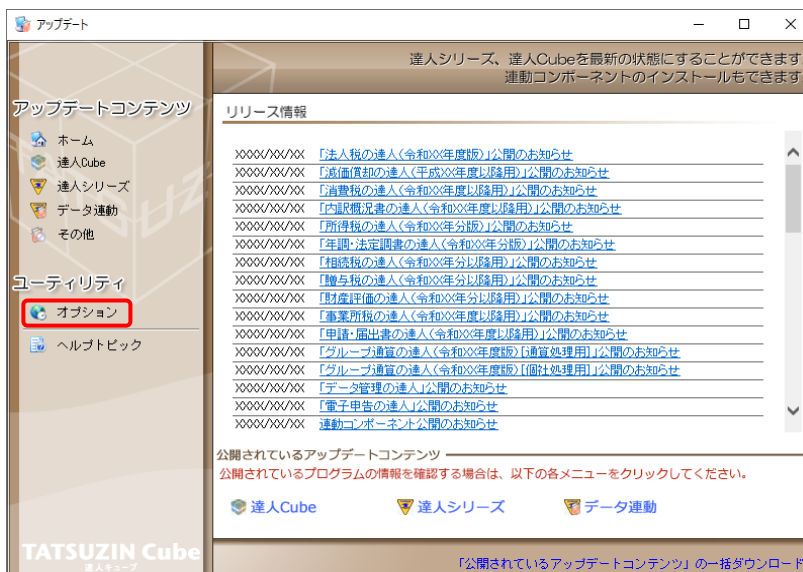 アップデート
達人シリーズ、達人Cubeを最新の状態にすることができます
連動コンポーネントのインストールもできます
アップデートコンテンツ
ホーム
達人Cube
達人シリーズ
データ連動
その他
ユーティリティ
オプション
ヘルプトピック
TATSUZIN Cube
達人キューブ
リリース情報
XXXX/XX/XX 「法人税の達人(令和XX年度版)」公開のお知らせ
XXXX/XX/XX 「減価償却の達人(平成XX年度以降用)」公開のお知らせ
XXXX/XX/XX 「消費税の達人(令和XX年度以降用)」公開のお知らせ
XXXX/XX/XX 「内訳概況書の達人(令和XX年度以降用)」公開のお知らせ
XXXX/XX/XX 「所得税の達人(令和XX年分版)」公開のお知らせ
XXXX/XX/XX 「年調・法定調書の達人(令和XX年分版)」公開のお知らせ
XXXX/XX/XX 「相続税の達人(令和XX年分以降用)」公開のお知らせ
XXXX/XX/XX 「贈与税の達人(令和XX年分以降用)」公開のお知らせ
XXXX/XX/XX 「財産評価の達人(令和XX年分以降用)」公開のお知らせ
XXXX/XX/XX 「事業所税の達人(令和XX年度以降用)」公開のお知らせ
XXXX/XX/XX 「申請・届出書の達人(令和XX年度以降用)」公開のお知らせ
XXXX/XX/XX 「グループ通算の達人(令和XX年度版)[通算処理用]」公開のお知らせ
XXXX/XX/XX 「グループ通算の達人(令和XX年度版)[個社処理用]」公開のお知らせ
XXXX/XX/XX 「データ管理の達人」公開のお知らせ
XXXX/XX/XX 「電子申告の達人」公開のお知らせ
XXXX/XX/XX 連動コンポーネント公開のお知らせ
公開されているアップデートコンテンツ
公開されているプログラムの情報を確認する場合は、以下の各メニューをクリックしてください。
達人Cube 達人シリーズ データ連動
「公開されているアップデートコンテンツ」の一括ダウンロード